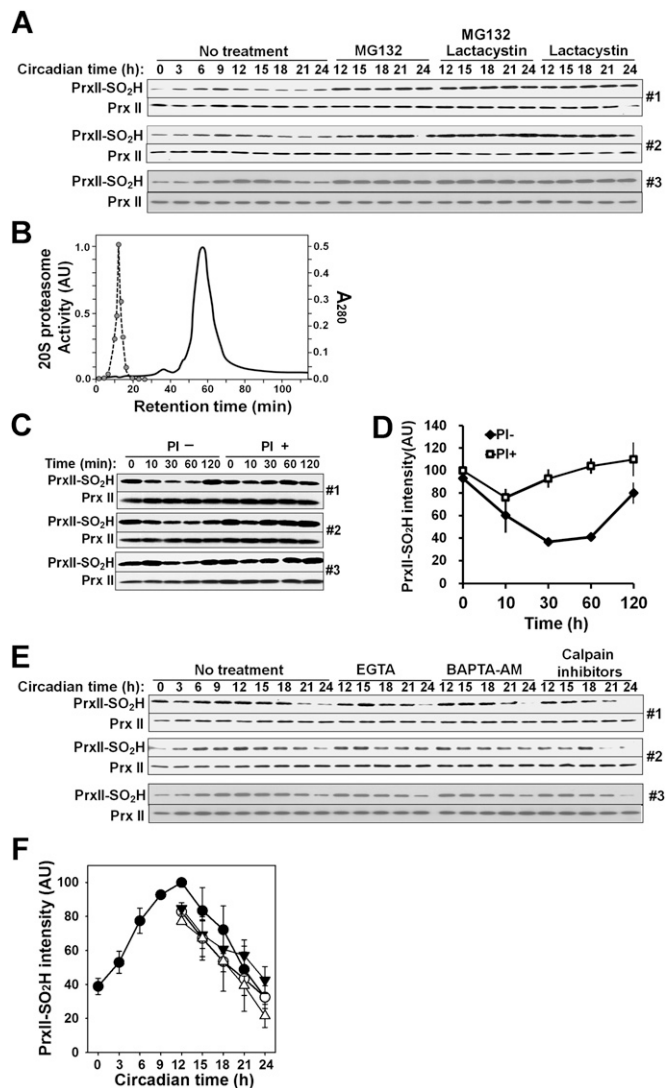 A
No treatment MG132 MG132 Lactacystin Lactacystin
Circadian time (h): 0 3 6 9 12 15 18 21 24 12 15 18 21 24 12 15 18 21 24 12 15 18 21 24
PrxII-SO2H
Prx II
#1
PrxII-SO2H
Prx II
#2
PrxII-SO2H
Prx II
#3
B
20S proteasome Activity (AU)
1.0
0.5
0.0
0.5
0.4
0.3
0.2
0.1
0.0
A280
0 20 40 60 80 100
Retention time (min)
C
PI − PI +
Time (min): 0 10 30 60 120 0 10 30 60 120
PrxII-SO2H
Prx II
#1
PrxII-SO2H
Prx II
#2
PrxII-SO2H
Prx II
#3
D
PrxII-SO2H intensity(AU)
140
120
100
80
60
40
20
0
PI-
PI+
0 10 30 60 120
Time (h)
E
No treatment EGTA BAPTA-AM Calpain inhibitors
Circadian time (h): 0 3 6 9 12 15 18 21 24 12 15 18 21 24 12 15 18 21 24 12 15 18 21 24
PrxII-SO2H
Prx II
#1
PrxII-SO2H
Prx II
#2
PrxII-SO2H
Prx II
#3
F
PrxII-SO2H intensity (AU)
100
80
60
40
20
0
0 3 6 9 12 15 18 21 24
Circadian time (h)